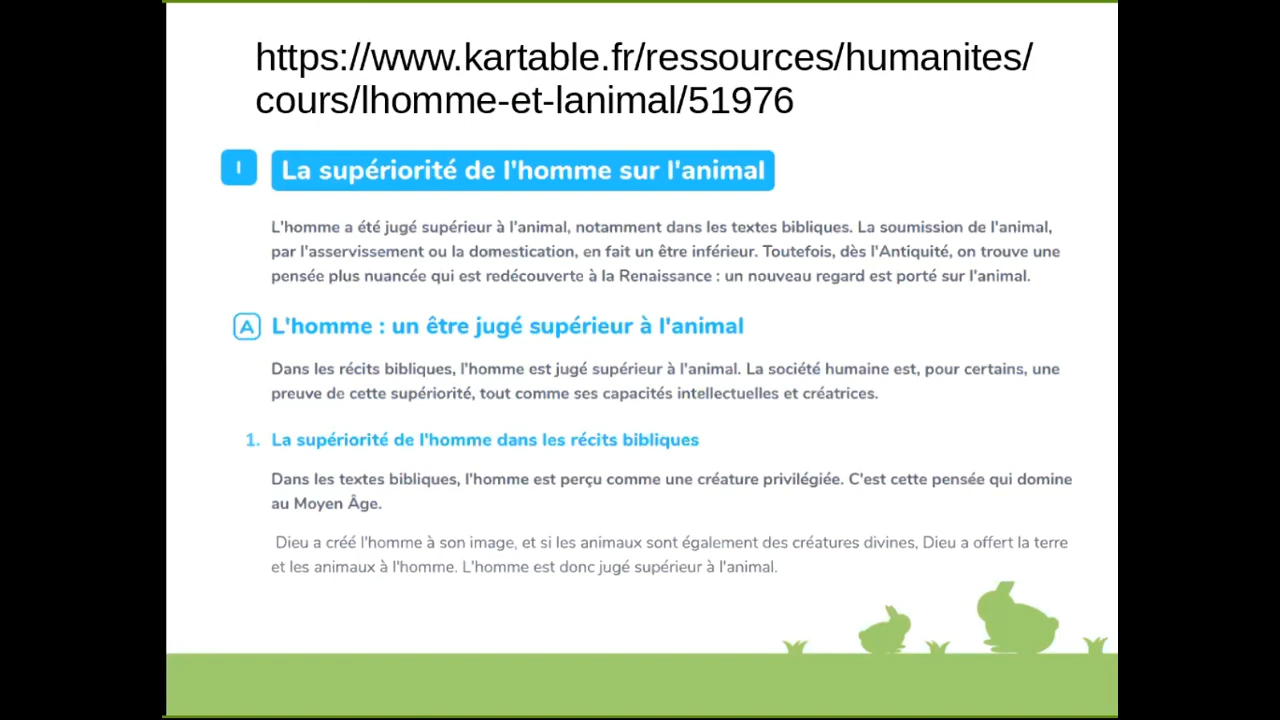 https://www.kartable.fr/ressources/humanites/
cours/lhomme-et-lanimal/51976
I La supériorité de l'homme sur l'animal
L'homme a été jugé supérieur à l'animal, notamment dans les textes bibliques. La soumission de l'animal,
par l'asservissement ou la domestication, en fait un être inférieur. Toutefois, dès l'Antiquité, on trouve une
pensée plus nuancée qui est redécouverte à la Renaissance : un nouveau regard est porté sur l'animal.
A L'homme : un être jugé supérieur à l'animal
Dans les récits bibliques, l'homme est jugé supérieur à l'animal. La société humaine est, pour certains, une
preuve de cette supériorité, tout comme ses capacités intellectuelles et créatrices.
1. La supériorité de l'homme dans les récits bibliques
Dans les textes bibliques, l'homme est perçu comme une créature privilégiée. C'est cette pensée qui domine
au Moyen Âge.
Dieu a créé l'homme à son image, et si les animaux sont également des créatures divines, Dieu a offert la terre
et les animaux à l'homme. L'homme est donc jugé supérieur à l'animal.